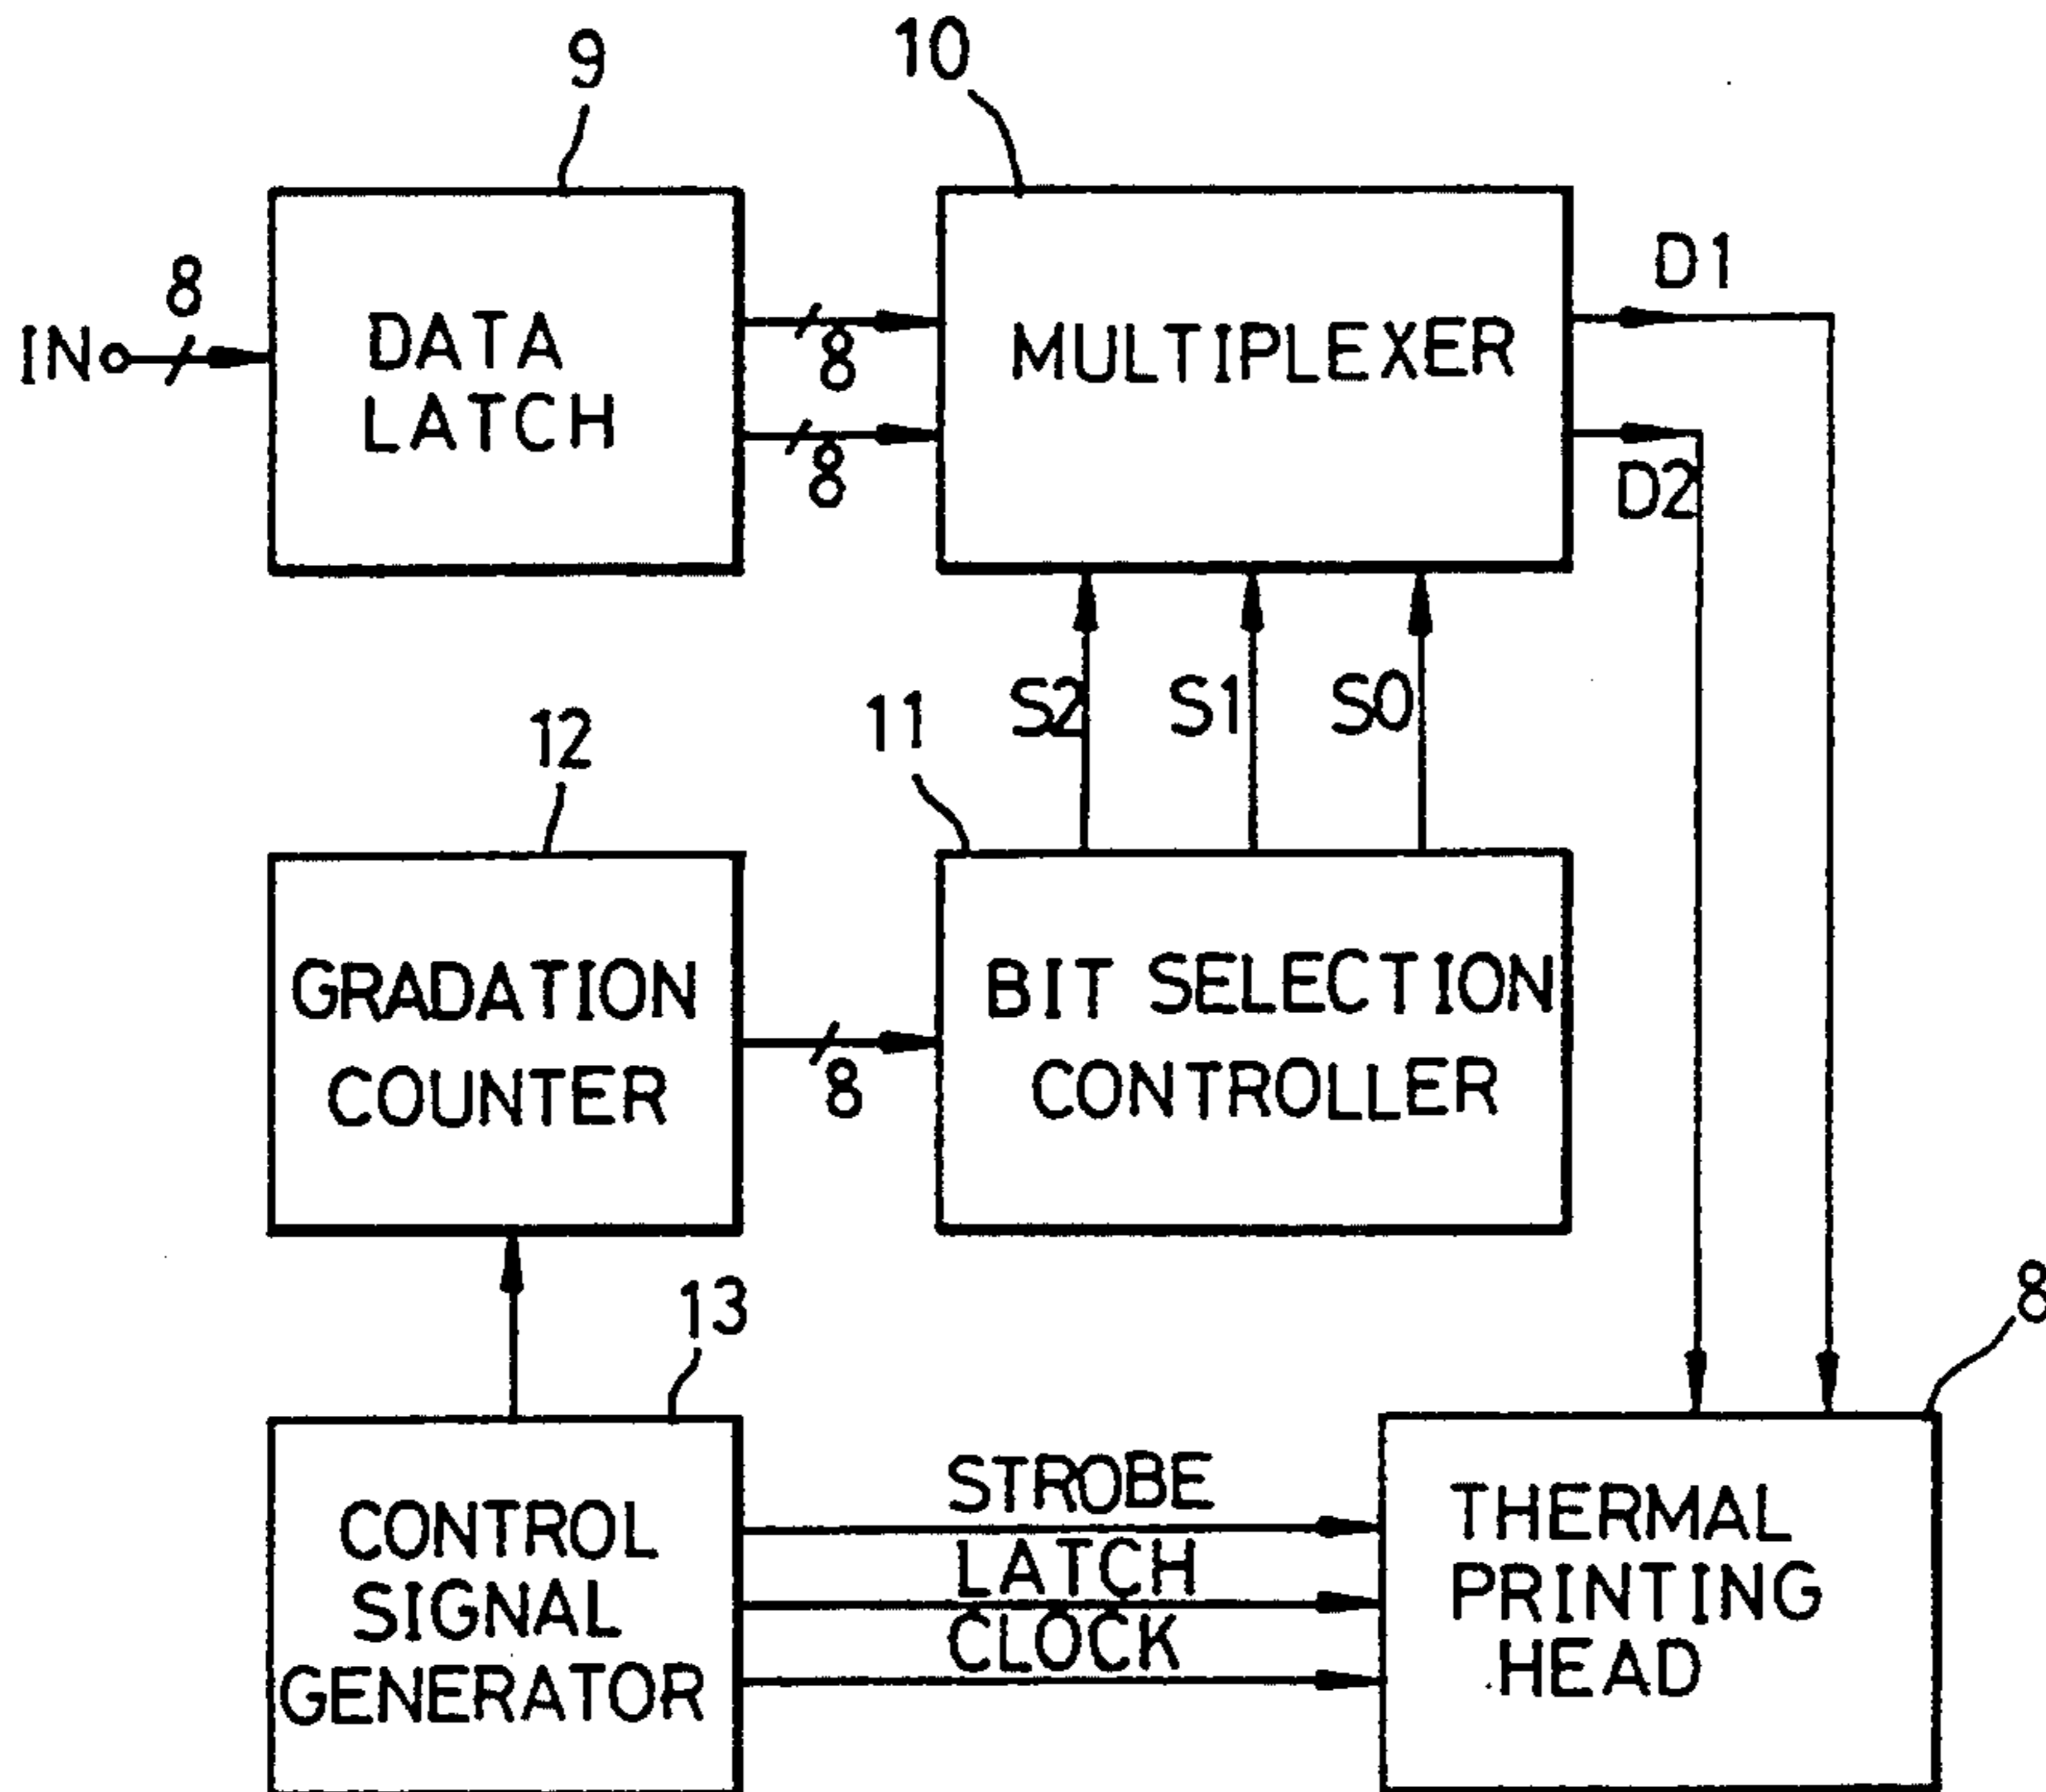 9
10
IN
8
DATA
LATCH
8
8
MULTIPLEXER
D1
D2
S2
S1
S0
12
11
GRADATION
COUNTER
8
BIT SELECTION
CONTROLLER
13
8
CONTROL
SIGNAL
GENERATOR
STROBE
LATCH
CLOCK
THERMAL
PRINTING
HEAD